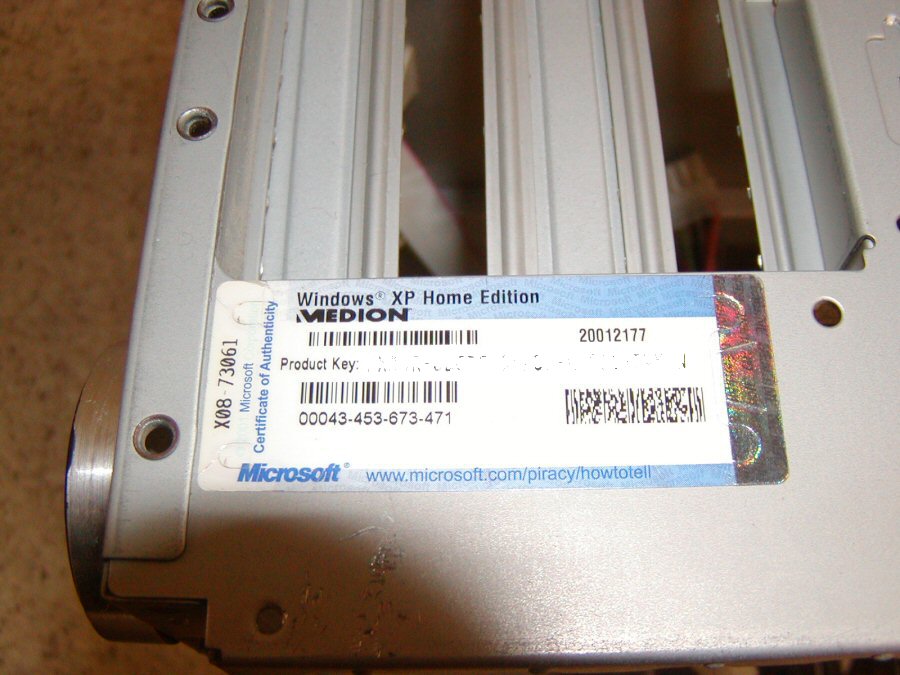 Windows® XP Home Edition
MEDION
20012177
Product Key:
00043-453-673-471
Microsoft® www.microsoft.com/piracy/howtotell
X08-73061
Microsoft
Certificate of Authenticity